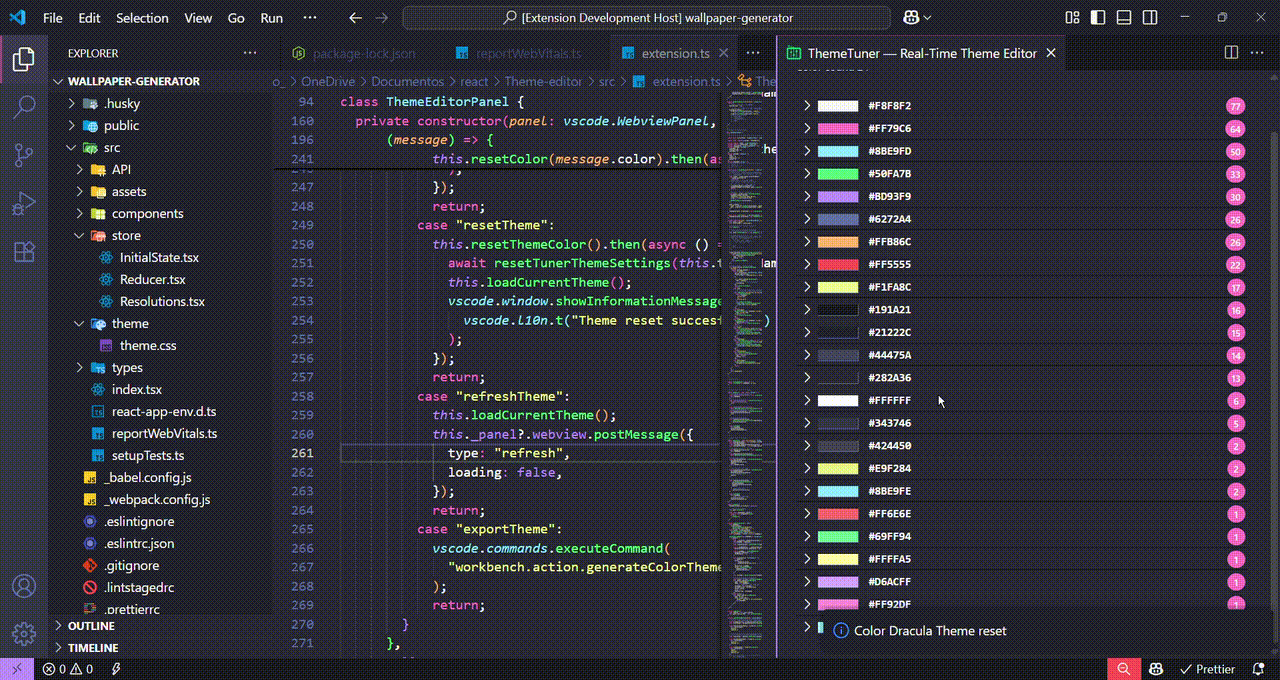 File Edit Selection View Go Run ··· [Extension Development Host] wallpaper-generator
EXPLORER
WALLPAPER-GENERATOR
.husky
public
src
API
assets
components
store
InitialState.tsx
Reducer.tsx
Resolutions.tsx
theme
theme.css
types
index.tsx
react-app-env.d.ts
reportWebVitals.ts
setupTests.ts
_babel.config.js
_webpack.config.js
.eslintignore
.eslintrc.json
.gitignore
.lintstagedrc
.prettierrc
OUTLINE
TIMELINE
package-lock.json reportWebVitals.ts extension.ts
OneDrive > Documentos > react > Theme-editor > src > extension.ts >
94 class ThemeEditorPanel {
160 private constructor(panel: vscode.WebviewPanel,
196 (message) => {
241 this.resetColor(message.color).then(as
247 });
248 return;
249 case "resetTheme":
250 this.resetThemeColor().then(async () =
251 await resetTunerThemeSettings(this.
252 this.loadCurrentTheme();
253 vscode.window.showInformationMessage
254 vscode.l10n.t("Theme reset succesf
255 );
256 });
257 return;
258 case "refreshTheme":
259 this.loadCurrentTheme();
260 this._panel?.webview.postMessage({
261 type: "refresh",
262 loading: false,
263 });
264 return;
265 case "exportTheme":
266 vscode.commands.executeCommand(
267 "workbench.action.generateColorTheme
268 );
269 return;
270 }
271 },
ThemeTuner — Real-Time Theme Editor
#F8F8F2 77
#FF79C6 64
#8BE9FD 50
#50FA7B 33
#BD93F9 30
#6272A4 26
#FFB86C 26
#FF5555 22
#F1FA8C 17
#191A21 16
#21222C 15
#44475A 14
#282A36 13
#FFFFFF 6
#343746 5
#424450 2
#E9F284 2
#8BE9FE 2
#FF6E6E 1
#69FF94 1
#FFFFA5 1
#D6ACFF 1
#FF92DF 1
Color Dracula Theme reset
0 0 Prettier